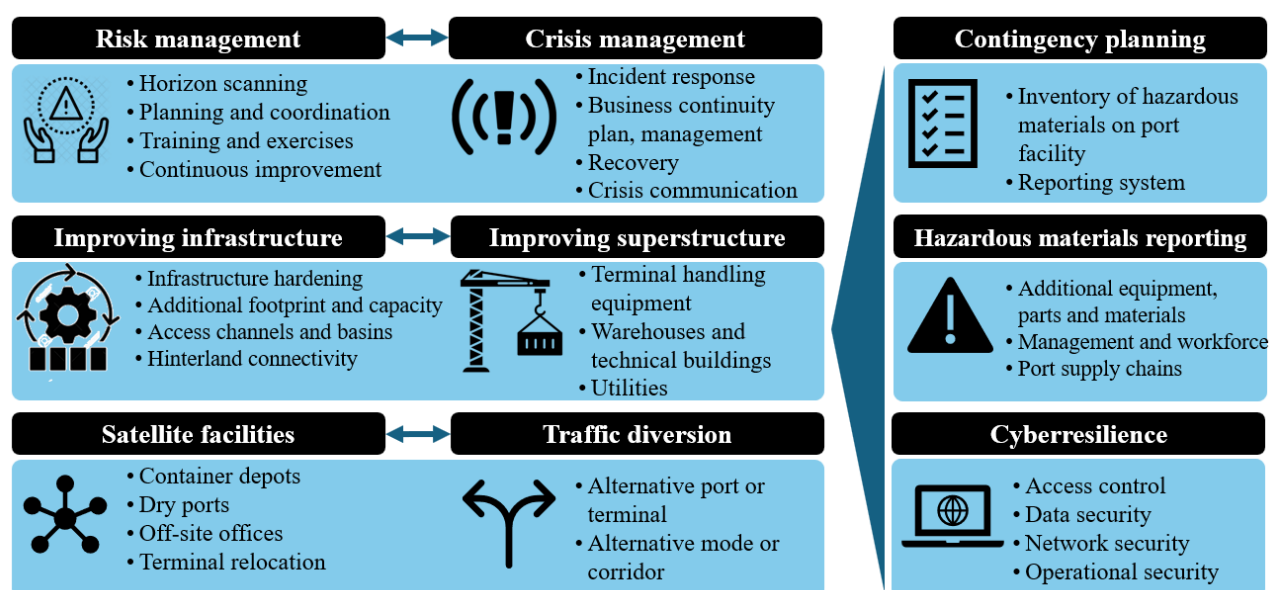 Risk management
• Horizon scanning
• Planning and coordination
• Training and exercises
• Continuous improvement
Crisis management
• Incident response
• Business continuity
plan, management
• Recovery
• Crisis communication
Improving infrastructure
• Infrastructure hardening
• Additional footprint and capacity
• Access channels and basins
• Hinterland connectivity
Improving superstructure
• Terminal handling
equipment
• Warehouses and
technical buildings
• Utilities
Satellite facilities
• Container depots
• Dry ports
• Off-site offices
• Terminal relocation
Traffic diversion
• Alternative port or
terminal
• Alternative mode or
corridor
Contingency planning
• Inventory of hazardous
materials on port
facility
• Reporting system
Hazardous materials reporting
• Additional equipment,
parts and materials
• Management and workforce
• Port supply chains
Cyberresilience
• Access control
• Data security
• Network security
• Operational security